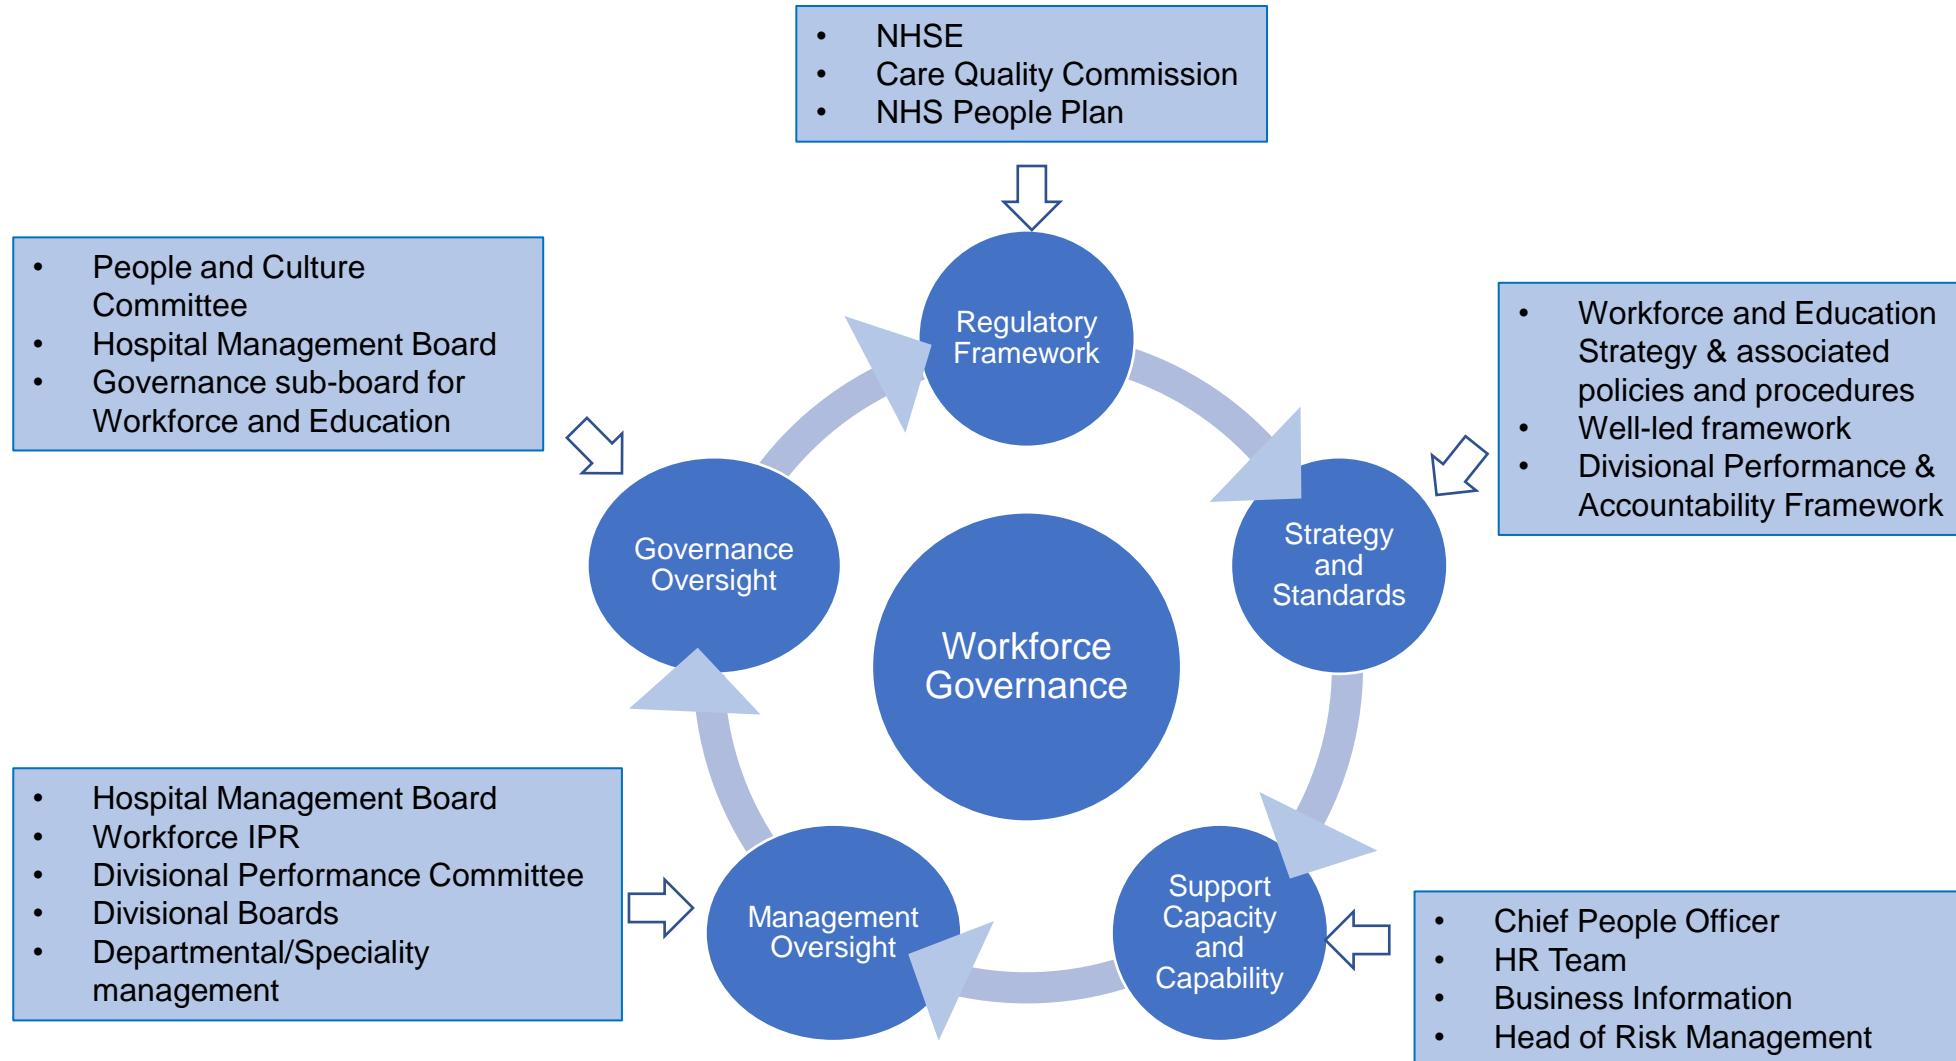 • NHSE
• Care Quality Commission
• NHS People Plan
• People and Culture
Committee
• Hospital Management Board
• Governance sub-board for
Workforce and Education
Regulatory
Framework
• Workforce and Education
Strategy & associated
policies and procedures
• Well-led framework
• Divisional Performance &
Accountability Framework
Governance
Oversight
Strategy
and
Standards
Workforce
Governance
• Hospital Management Board
• Workforce IPR
• Divisional Performance Committee
• Divisional Boards
• Departmental/Speciality
management
Management
Oversight
Support
Capacity
and
Capability
• Chief People Officer
• HR Team
• Business Information
• Head of Risk Management